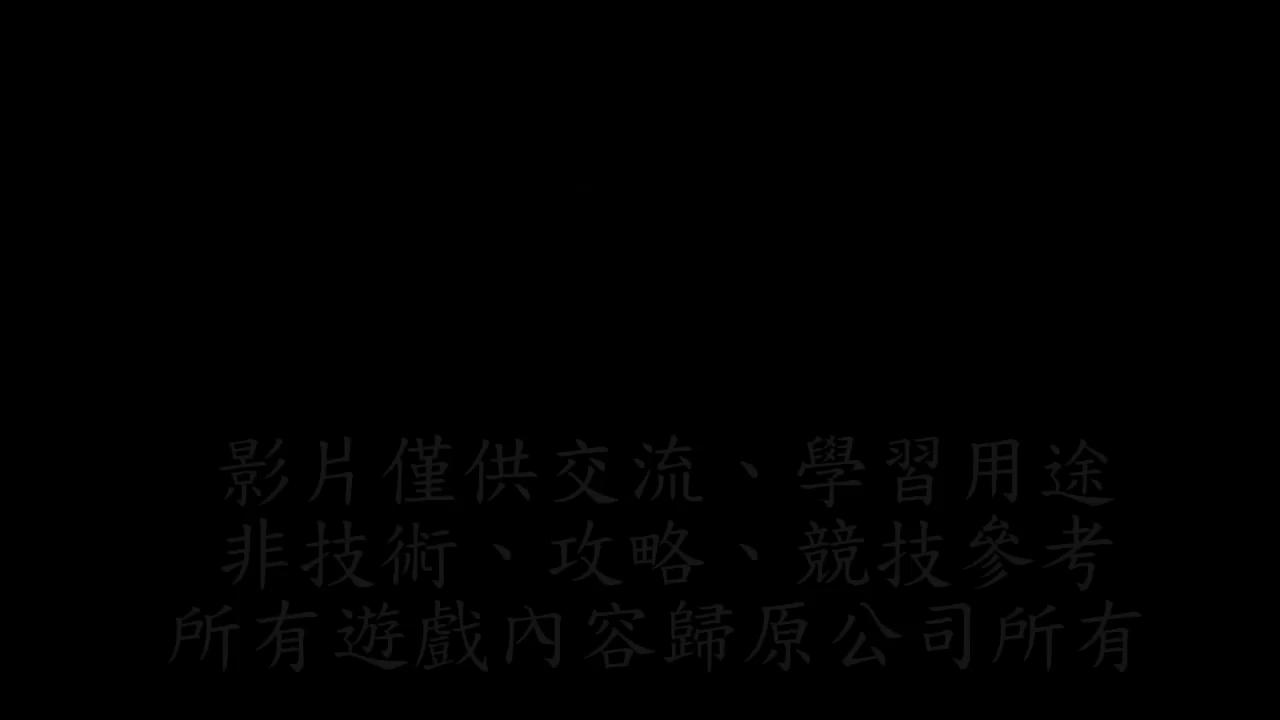 影片僅供交流、學習用途
非技術、攻略、競技參考
所有遊戲內容歸原公司所有